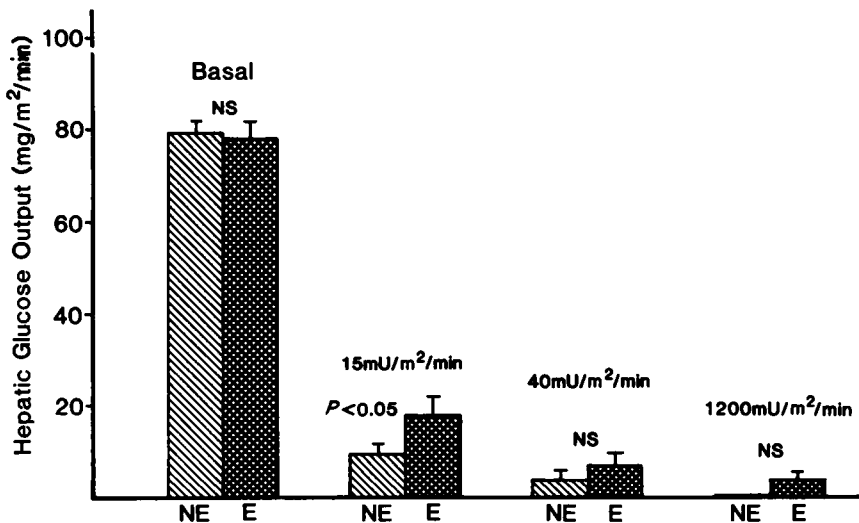 Hepatic Glucose Output (mg/m²/min)
100
80
60
40
20
Basal
NS
15mU/m²/min
P<0.05
40mU/m²/min
NS
1200mU/m²/min
NS
NE E NE E NE E NE E